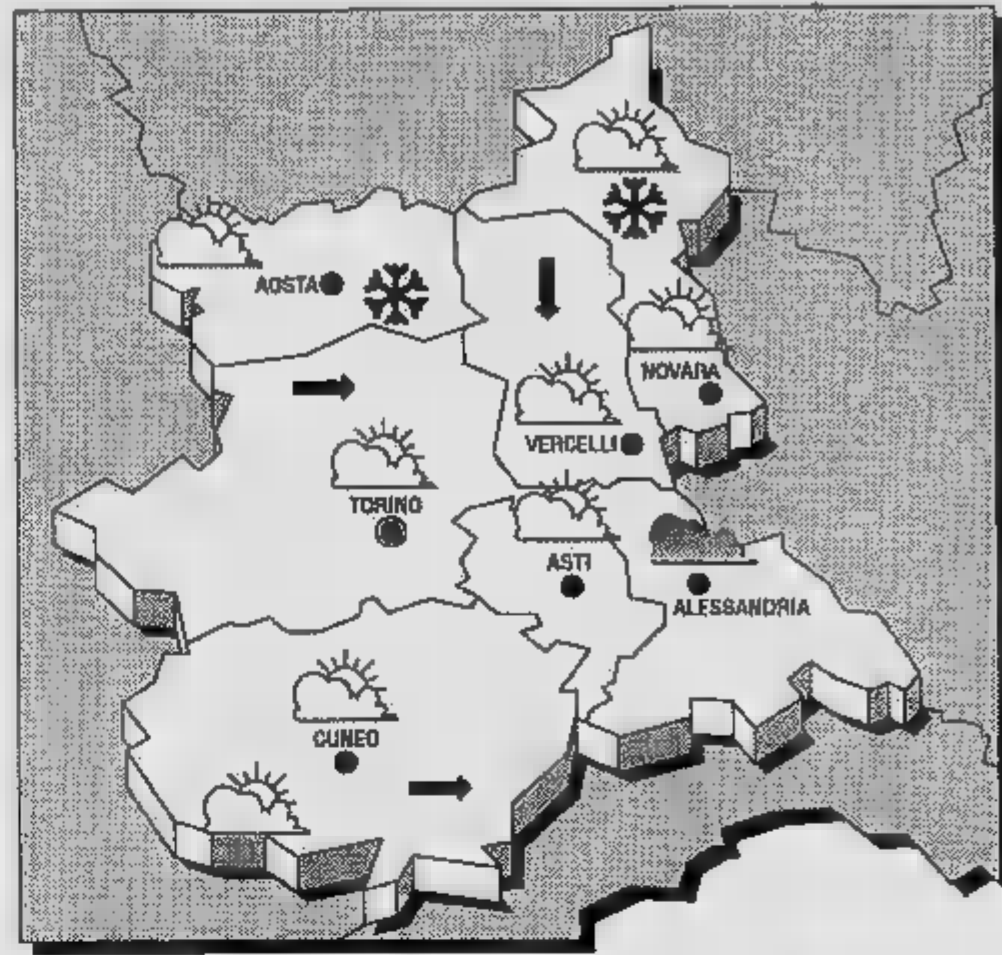 AOSTA
NOVARA
VERCELLI
TORINO
ASTI
ALESSANDRIA
CUNEO